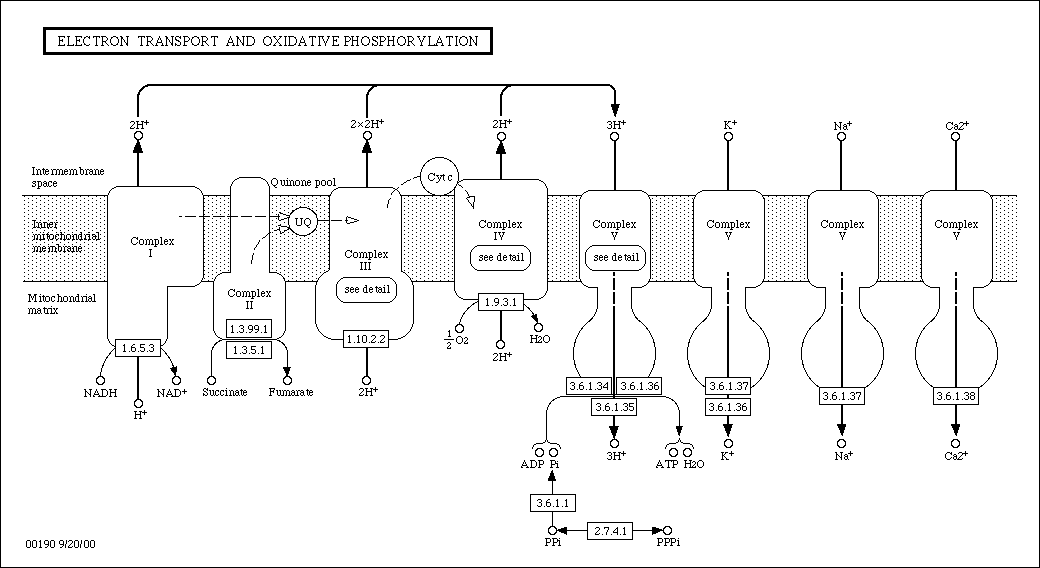 ELECTRON TRANSPORT AND OXIDATIVE PHOSPHORYLATION
2H+
2×2H+
2H+
3H+
K+
Na+
Ca2+
Intermembrane
space
Quinone pool
Cyt c
Inner
mitochondrial
membrane
UQ
Complex
I
Complex
III
see detail
Complex
IV
see detail
Complex
V
see detail
Complex
V
Complex
V
Complex
V
Mitochondrial
matrix
Complex
II
1.3.99.1
1.3.5.1
1.6.5.3
1.10.2.2
1.9.3.1
1/2 O2
H2O
2H+
NADH
NAD+
H+
Succinate
Fumarate
2H+
3.6.1.34
3.6.1.36
3.6.1.35
3.6.1.37
3.6.1.36
3.6.1.37
3.6.1.38
ADP
Pi
3H+
ATP
H2O
K+
Na+
Ca2+
3.6.1.1
PPi
2.7.4.1
PPPi
00190 9/20/00